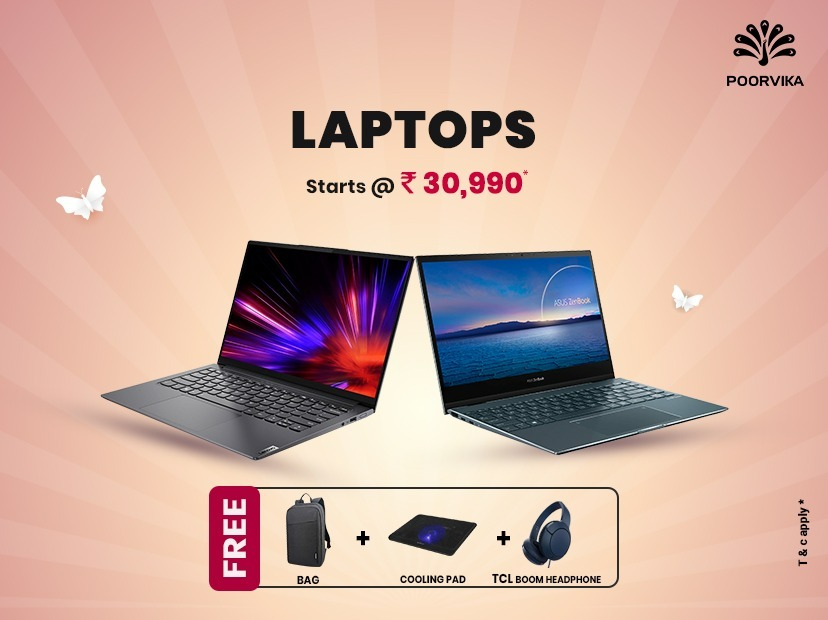 POORVIKA
LAPTOPS
Starts @ ₹ 30,990*
ASUS ZenBook
FREE
BAG
+
COOLING PAD
+
TCL BOOM HEADPHONE
T & c apply *